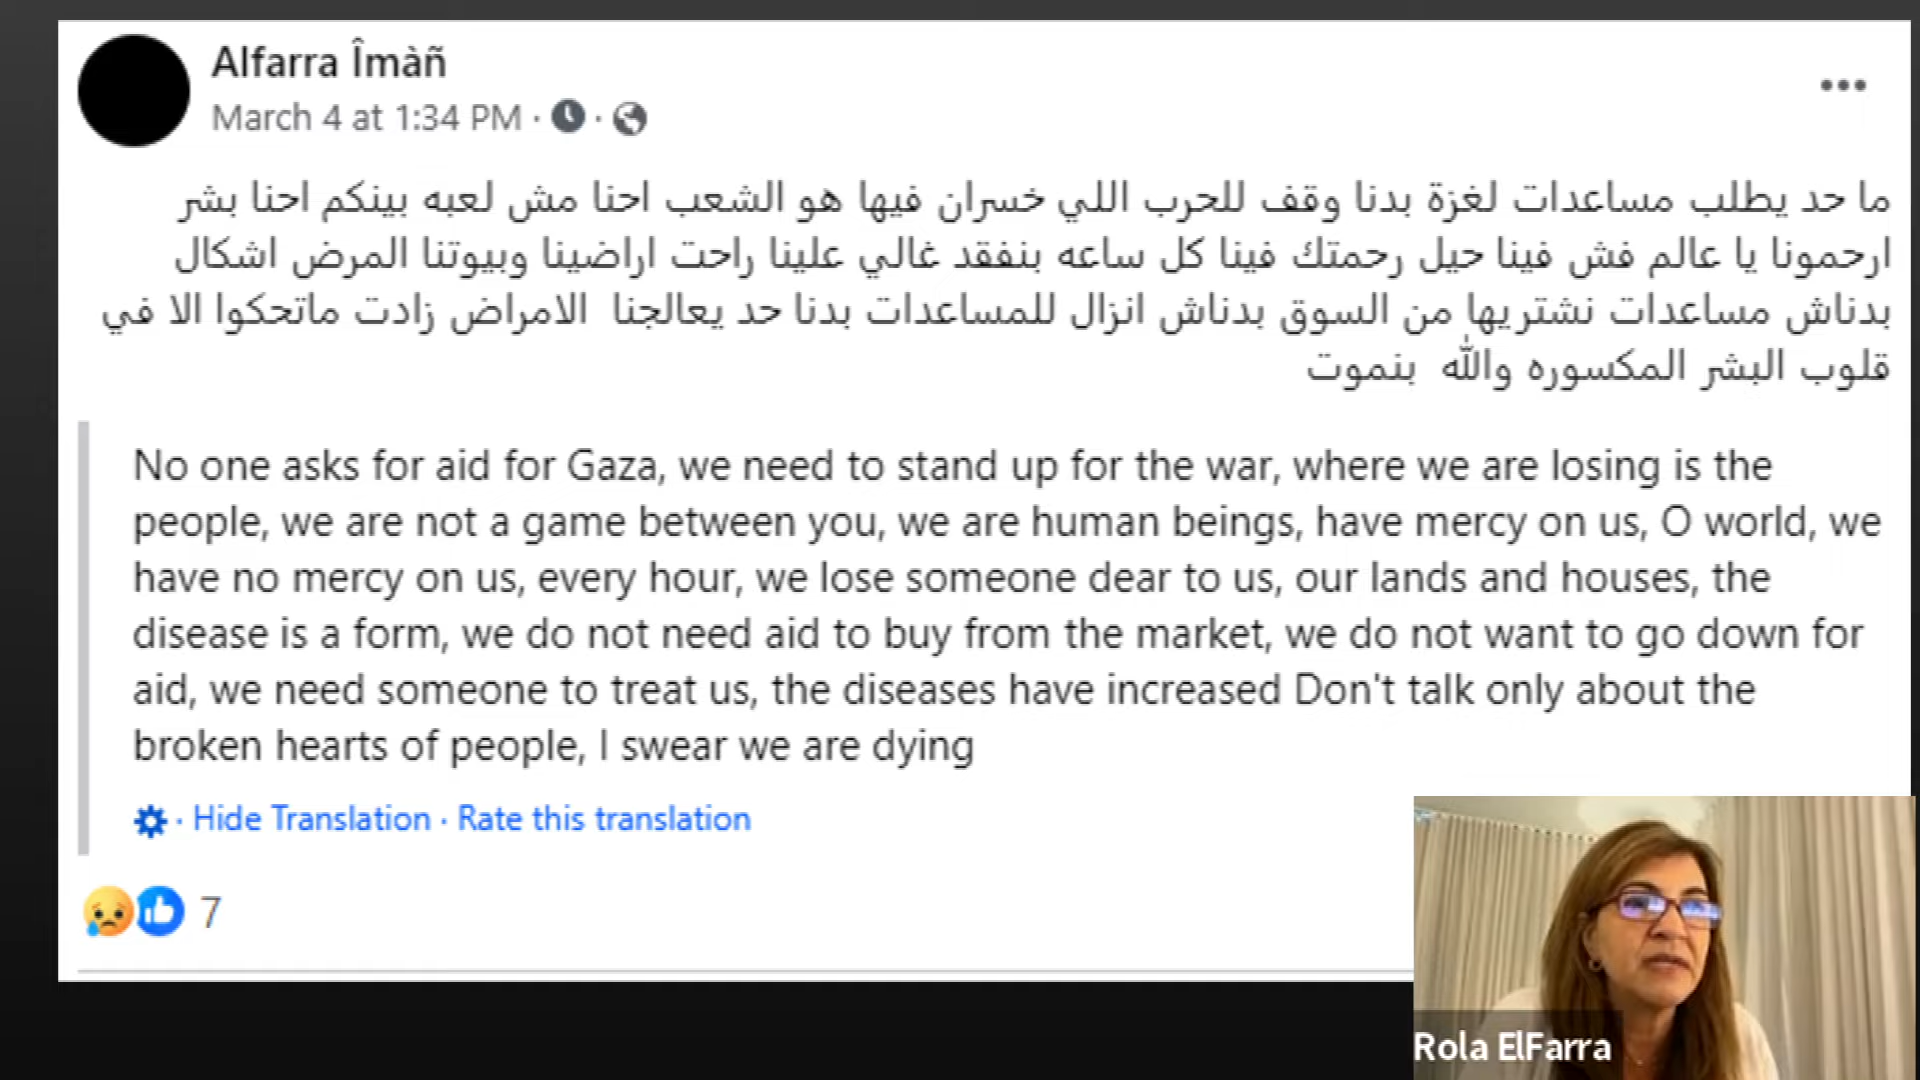 Alfarra Îmàñ
March 4 at 1:34 PM · ·
ما حد يطلب مساعدات لغزة بدنا وقف للحرب اللي خسران فيها هو الشعب احنا مش لعبه بينكم احنا بشر
ارحمونا يا عالم فش فينا حيل رحمتك فينا كل ساعه بنفقد غالي علينا راحت اراضينا وبيوتنا المرض اشكال
بدناش مساعدات نشتريها من السوق بدناش انزال للمساعدات بدنا حد يعالجنا الامراض زادت ماتحكوا الا في
قلوب البشر المكسوره والله بنموت
No one asks for aid for Gaza, we need to stand up for the war, where we are losing is the
people, we are not a game between you, we are human beings, have mercy on us, O world, we
have no mercy on us, every hour, we lose someone dear to us, our lands and houses, the
disease is a form, we do not need aid to buy from the market, we do not want to go down for
aid, we need someone to treat us, the diseases have increased Don't talk only about the
broken hearts of people, I swear we are dying
· Hide Translation · Rate this translation
7
Rola ElFarra